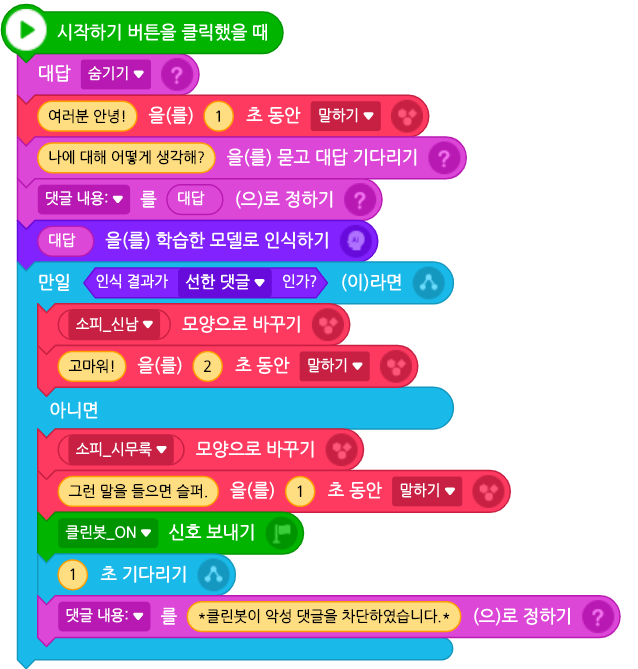 시작하기 버튼을 클릭했을 때
대답 숨기기 ?
여러분 안녕! 을(를) 1 초 동안 말하기
나에 대해 어떻게 생각해? 을(를) 묻고 대답 기다리기 ?
댓글 내용: 를 대답 (으)로 정하기 ?
대답 을(를) 학습한 모델로 인식하기 AI
만일 인식 결과가 선한 댓글 인가? (이)라면
소피_신남 모양으로 바꾸기
고마워! 을(를) 2 초 동안 말하기
아니면
소피_시무룩 모양으로 바꾸기
그런 말을 들으면 슬퍼. 을(를) 1 초 동안 말하기
클린봇_ON 신호 보내기
1 초 기다리기
댓글 내용: 를 *클린봇이 악성 댓글을 차단하였습니다.* (으)로 정하기 ?